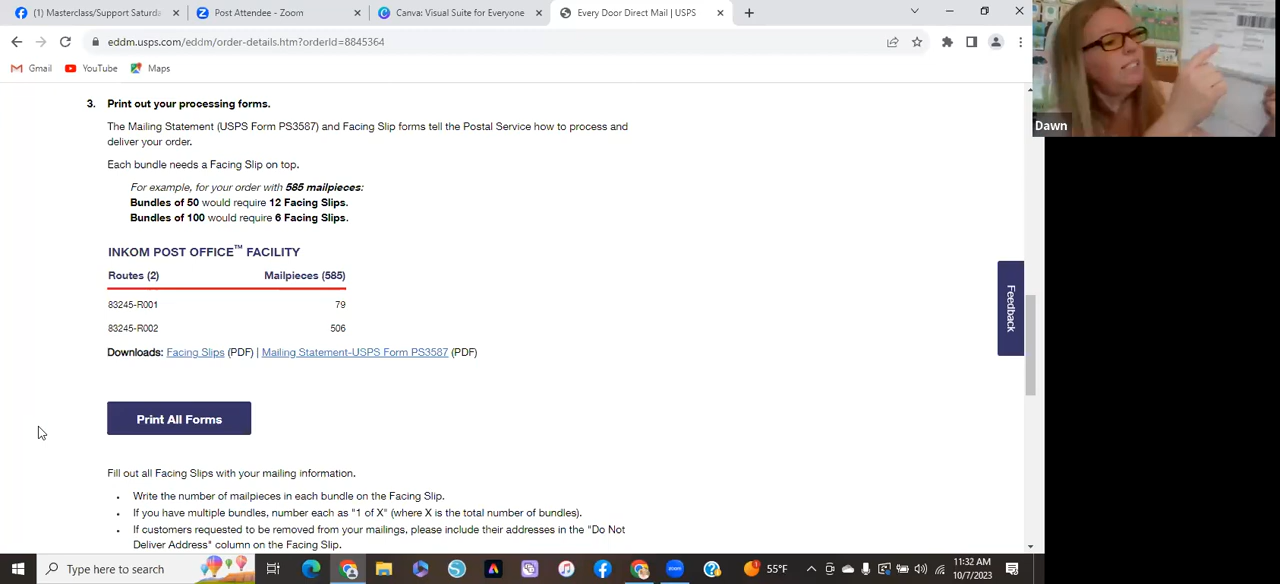 (1) Masterclass/Support Saturda
Post Attendee - Zoom
Canva: Visual Suite for Everyone
Every Door Direct Mail | USPS
eddm.usps.com/eddm/order-details.htm?orderId=8845364
Gmail YouTube Maps
Dawn
3. Print out your processing forms.
The Mailing Statement (USPS Form PS3587) and Facing Slip forms tell the Postal Service how to process and
deliver your order.
Each bundle needs a Facing Slip on top.
For example, for your order with 585 mailpieces:
Bundles of 50 would require 12 Facing Slips.
Bundles of 100 would require 6 Facing Slips.
INKOM POST OFFICE™ FACILITY
Routes (2) Mailpieces (585)
83245-R001 79
83245-R002 506
Downloads: Facing Slips (PDF) | Mailing Statement-USPS Form PS3587 (PDF)
Feedback
Print All Forms
Fill out all Facing Slips with your mailing information.
• Write the number of mailpieces in each bundle on the Facing Slip.
• If you have multiple bundles, number each as "1 of X" (where X is the total number of bundles).
• If customers requested to be removed from your mailings, please include their addresses in the "Do Not
Deliver Address" column on the Facing Slip.
Type here to search
zoom
55°F
11:32 AM
10/7/2023